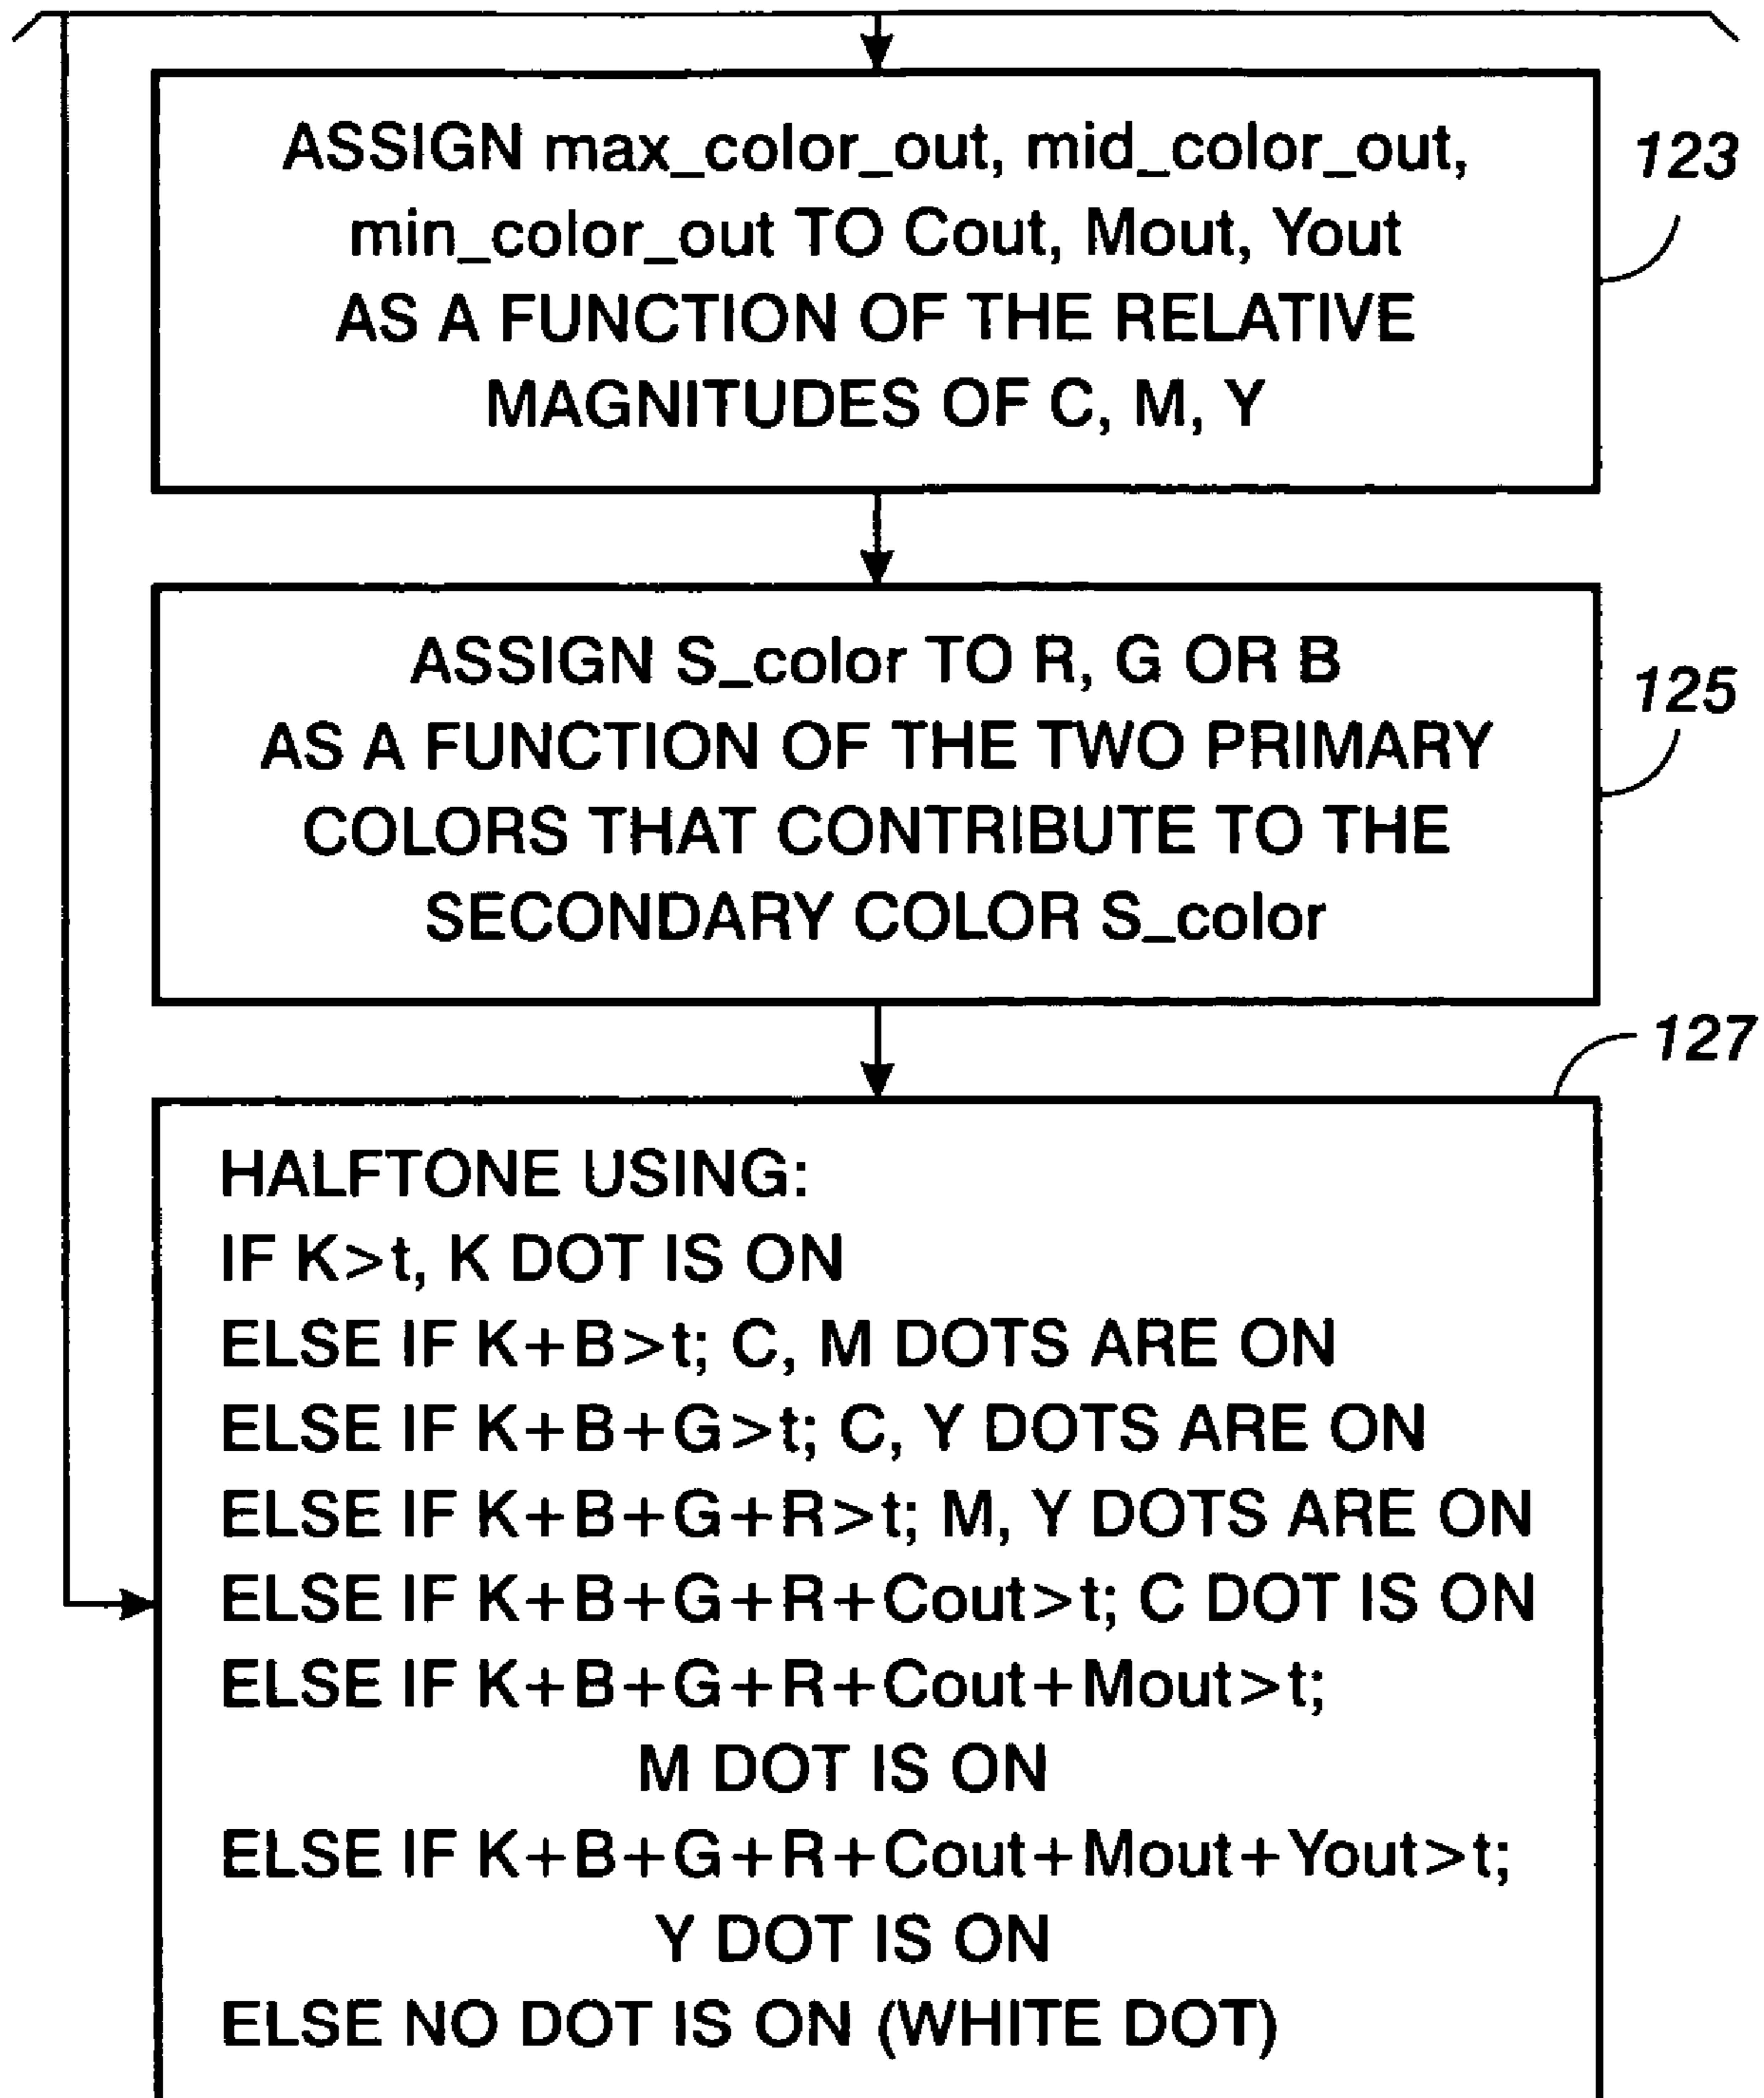 ASSIGN max_color_out, mid_color_out,
min_color_out TO Cout, Mout, Yout
AS A FUNCTION OF THE RELATIVE
MAGNITUDES OF C, M, Y
123
ASSIGN S_color TO R, G OR B
AS A FUNCTION OF THE TWO PRIMARY
COLORS THAT CONTRIBUTE TO THE
SECONDARY COLOR S_color
125
127
HALFTONE USING:
IF K>t, K DOT IS ON
ELSE IF K+B>t; C, M DOTS ARE ON
ELSE IF K+B+G>t; C, Y DOTS ARE ON
ELSE IF K+B+G+R>t; M, Y DOTS ARE ON
ELSE IF K+B+G+R+Cout>t; C DOT IS ON
ELSE IF K+B+G+R+Cout+Mout>t;
M DOT IS ON
ELSE IF K+B+G+R+Cout+Mout+Yout>t;
Y DOT IS ON
ELSE NO DOT IS ON (WHITE DOT)